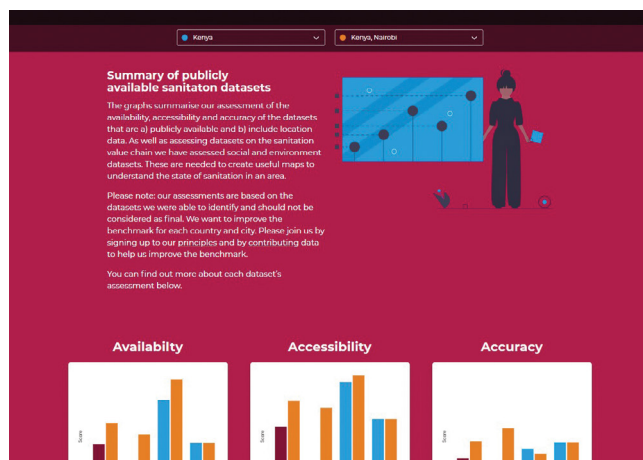 Kenya
Kenya, Nairobi
Summary of publicly
available sanitaton datasets
The graphs summarise our assessment of the
availability, accessibility and accuracy of the datasets
that are a) publicly available and b) include location
data. As well as assessing datasets on the sanitation
value chain we have assessed social and environment
datasets. These are needed to create useful maps to
understand the state of sanitation in an area.
Please note: our assessments are based on the
datasets we were able to identify and should not be
considered as final. We want to improve the
benchmark for each country and city. Please join us by
signing up to our principles and by contributing data
to help us improve the benchmark.
You can find out more about each dataset's
assessment below.
Availabilty
Accessibility
Accuracy
Score
Score
Score